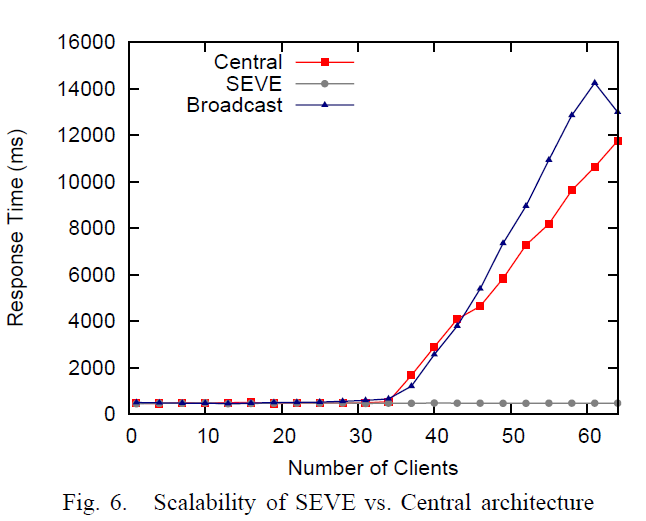 16000
14000
12000
10000
8000
6000
4000
2000
0
Response Time (ms)
Central
SEVE
Broadcast
0 10 20 30 40 50 60
Number of Clients
Fig. 6. Scalability of SEVE vs. Central architecture